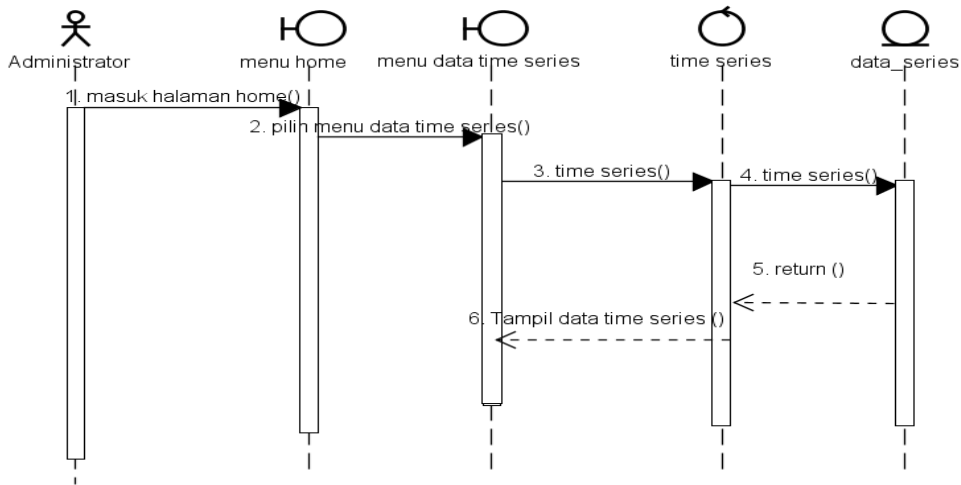 Administrator
menu home
menu data time series
time series
data_series
1. masuk halaman home()
2. pilin menu data time series()
3. time series()
4. time series()
5. return ()
6. Tampil data time series ()